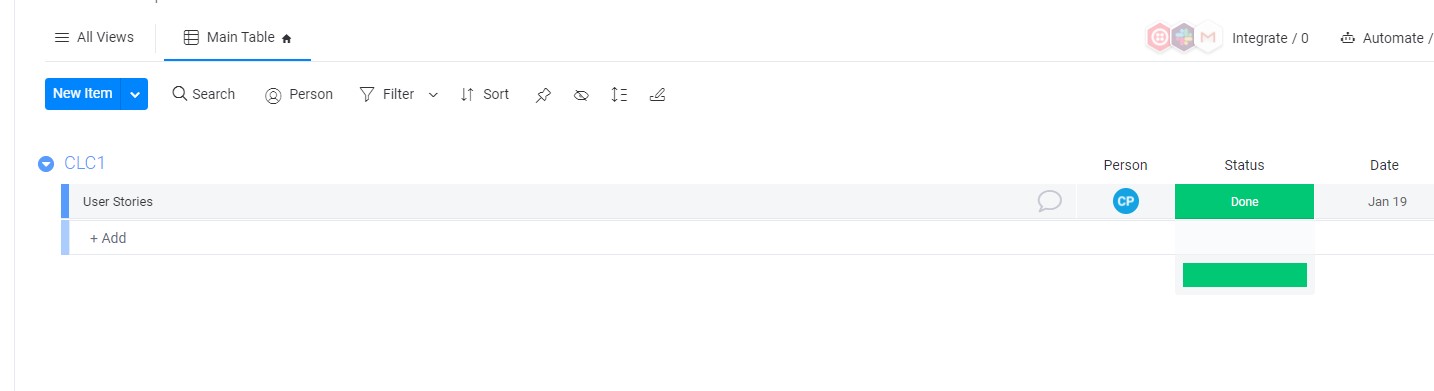 All Views Main Table Integrate / 0 Automate /
New Item Search Person Filter Sort
CLC1 Person Status Date
User Stories CP Done Jan 19
+ Add